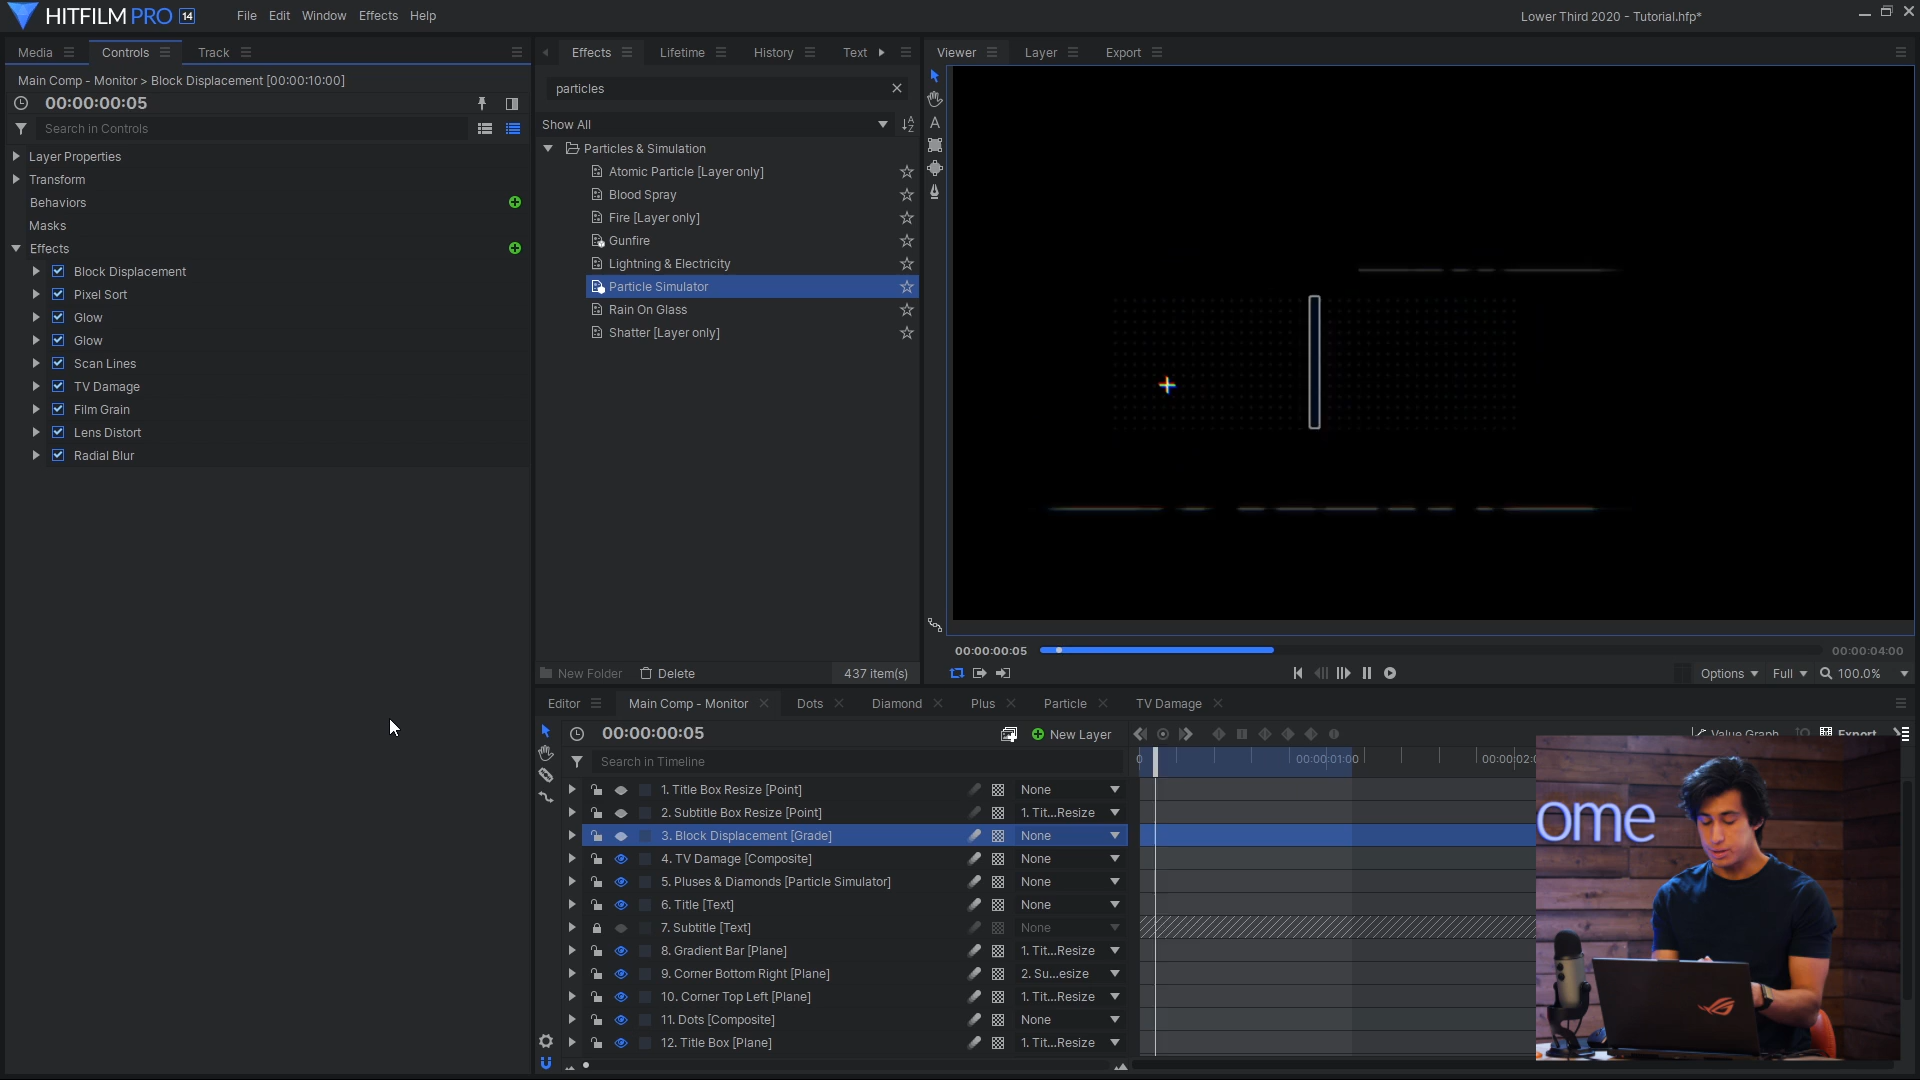 HITFILM PRO 14
File Edit Window Effects Help
Lower Third 2020 - Tutorial.hfp*
Media Controls Track
Main Comp - Monitor > Block Displacement [00:00:10:00]
00:00:00:05
Search in Controls
Layer Properties
Transform
Behaviors
Masks
Effects
Block Displacement
Pixel Sort
Glow
Glow
Scan Lines
TV Damage
Film Grain
Lens Distort
Radial Blur
Effects Lifetime History Text
particles
Show All
Particles & Simulation
Atomic Particle [Layer only]
Blood Spray
Fire [Layer only]
Gunfire
Lightning & Electricity
Particle Simulator
Rain On Glass
Shatter [Layer only]
New Folder Delete 437 item(s)
Viewer Layer Export
A
00:00:00:05 00:00:04:00
Options Full 100.0%
Editor Main Comp - Monitor Dots Diamond Plus Particle TV Damage
00:00:00:05 New Layer Value Graph Export
Search in Timeline
0 00:00:01:00 00:00:02:0
1. Title Box Resize [Point] None
2. Subtitle Box Resize [Point] 1. Tit...Resize
3. Block Displacement [Grade] None
4. TV Damage [Composite] None
5. Pluses & Diamonds [Particle Simulator] None
6. Title [Text] None
7. Subtitle [Text] None
8. Gradient Bar [Plane] 1. Tit...Resize
9. Corner Bottom Right [Plane] 2. Su...esize
10. Corner Top Left [Plane] 1. Tit...Resize
11. Dots [Composite] None
12. Title Box [Plane] 1. Tit...Resize
ome